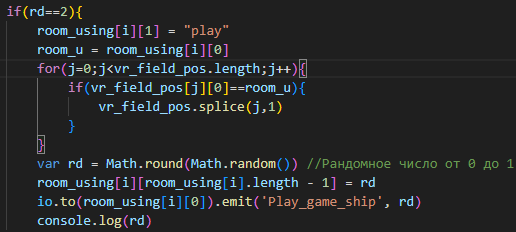 if(rd==2){
room_using[i][1] = "play"
room_u = room_using[i][0]
for(j=0;j<vr_field_pos.length;j++){
if(vr_field_pos[j][0]==room_u){
vr_field_pos.splice(j,1)
}
}
var rd = Math.round(Math.random()) //Рандомное число от 0 до 1
room_using[i][room_using[i].length - 1] = rd
io.to(room_using[i][0]).emit('Play_game_ship', rd)
console.log(rd)